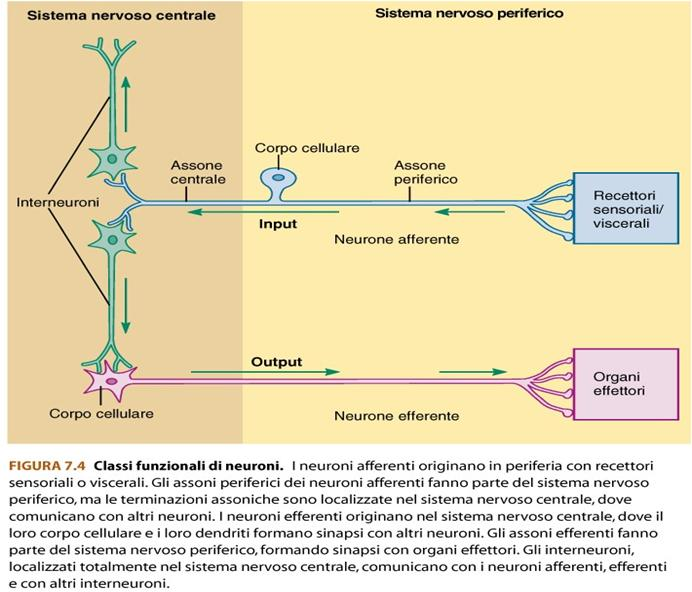 Sistema nervoso centrale
Sistema nervoso periferico
Corpo cellulare
Assone
centrale
Assone
periferico
Interneuroni
Recettori
sensoriali/
viscerali
Input
Neurone afferente
Output
Organi
effettori
Corpo cellulare
Neurone efferente
FIGURA 7.4 Classi funzionali di neuroni. I neuroni afferenti originano in periferia con recettori
sensoriali o viscerali. Gli assoni periferici dei neuroni afferenti fanno parte del sistema nervoso
periferico, ma le terminazioni assoniche sono localizzate nel sistema nervoso centrale, dove
comunicano con altri neuroni. I neuroni efferenti originano nel sistema nervoso centrale, dove il
loro corpo cellulare e i loro dendriti formano sinapsi con altri neuroni. Gli assoni efferenti fanno
parte del sistema nervoso periferico, formando sinapsi con organi effettori. Gli interneuroni,
localizzati totalmente nel sistema nervoso centrale, comunicano con i neuroni afferenti, efferenti
e con altri interneuroni.